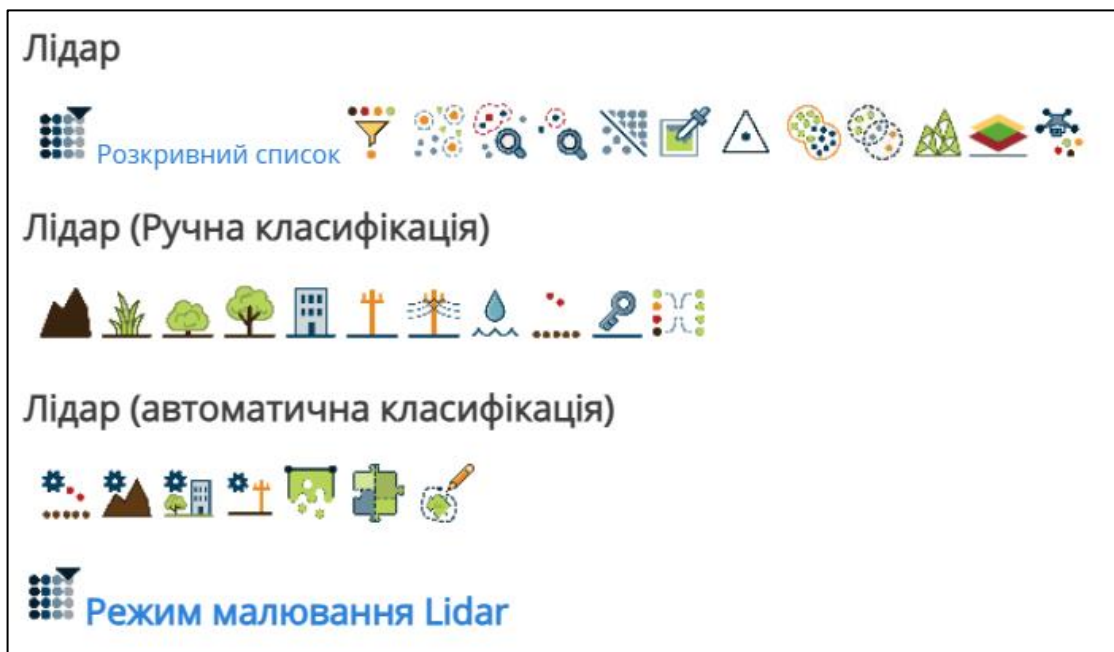 Лідар
Розкривний список
Лідар (Ручна класифікація)
Лідар (автоматична класифікація)
Режим малювання Lidar